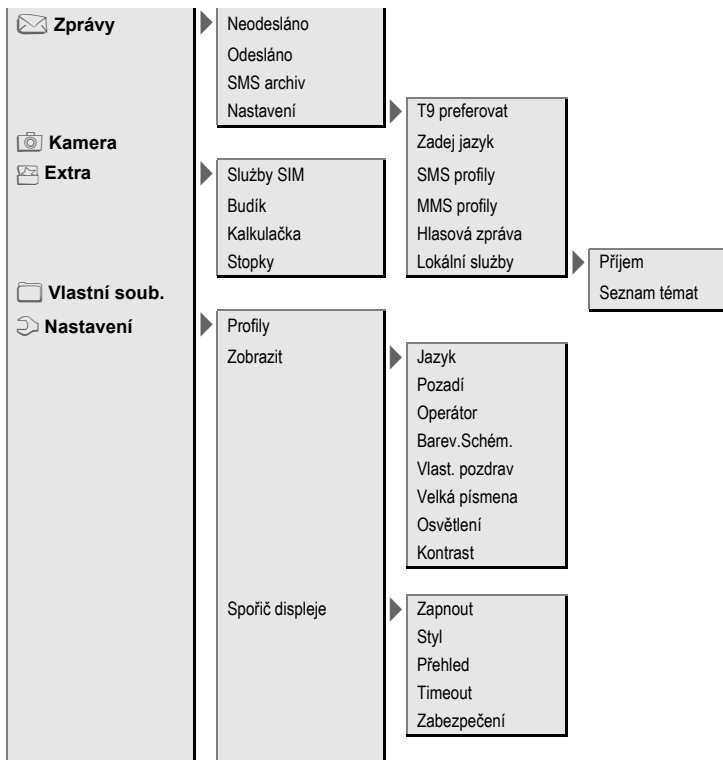 Zprávy
Neodesláno
Odesláno
SMS archiv
Nastavení
T9 preferovat
Zadej jazyk
SMS profily
MMS profily
Hlasová zpráva
Lokální služby
Příjem
Seznam témat
Kamera
Extra
Služby SIM
Budík
Kalkulačka
Stopky
Vlastní soub.
Nastavení
Profily
Zobrazit
Jazyk
Pozadí
Operátor
Barev.Schém.
Vlast. pozdrav
Velká písmena
Osvětlení
Kontrast
Spořič displeje
Zapnout
Styl
Přehled
Timeout
Zabezpečení